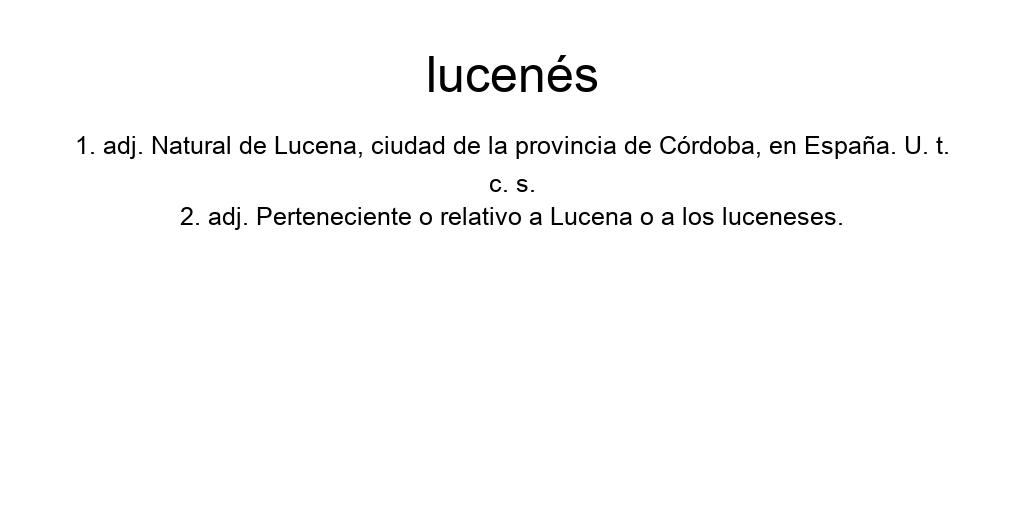 lucenés
1. adj. Natural de Lucena, ciudad de la provincia de Córdoba, en España. U. t.
c. s.
2. adj. Perteneciente o relativo a Lucena o a los luceneses.